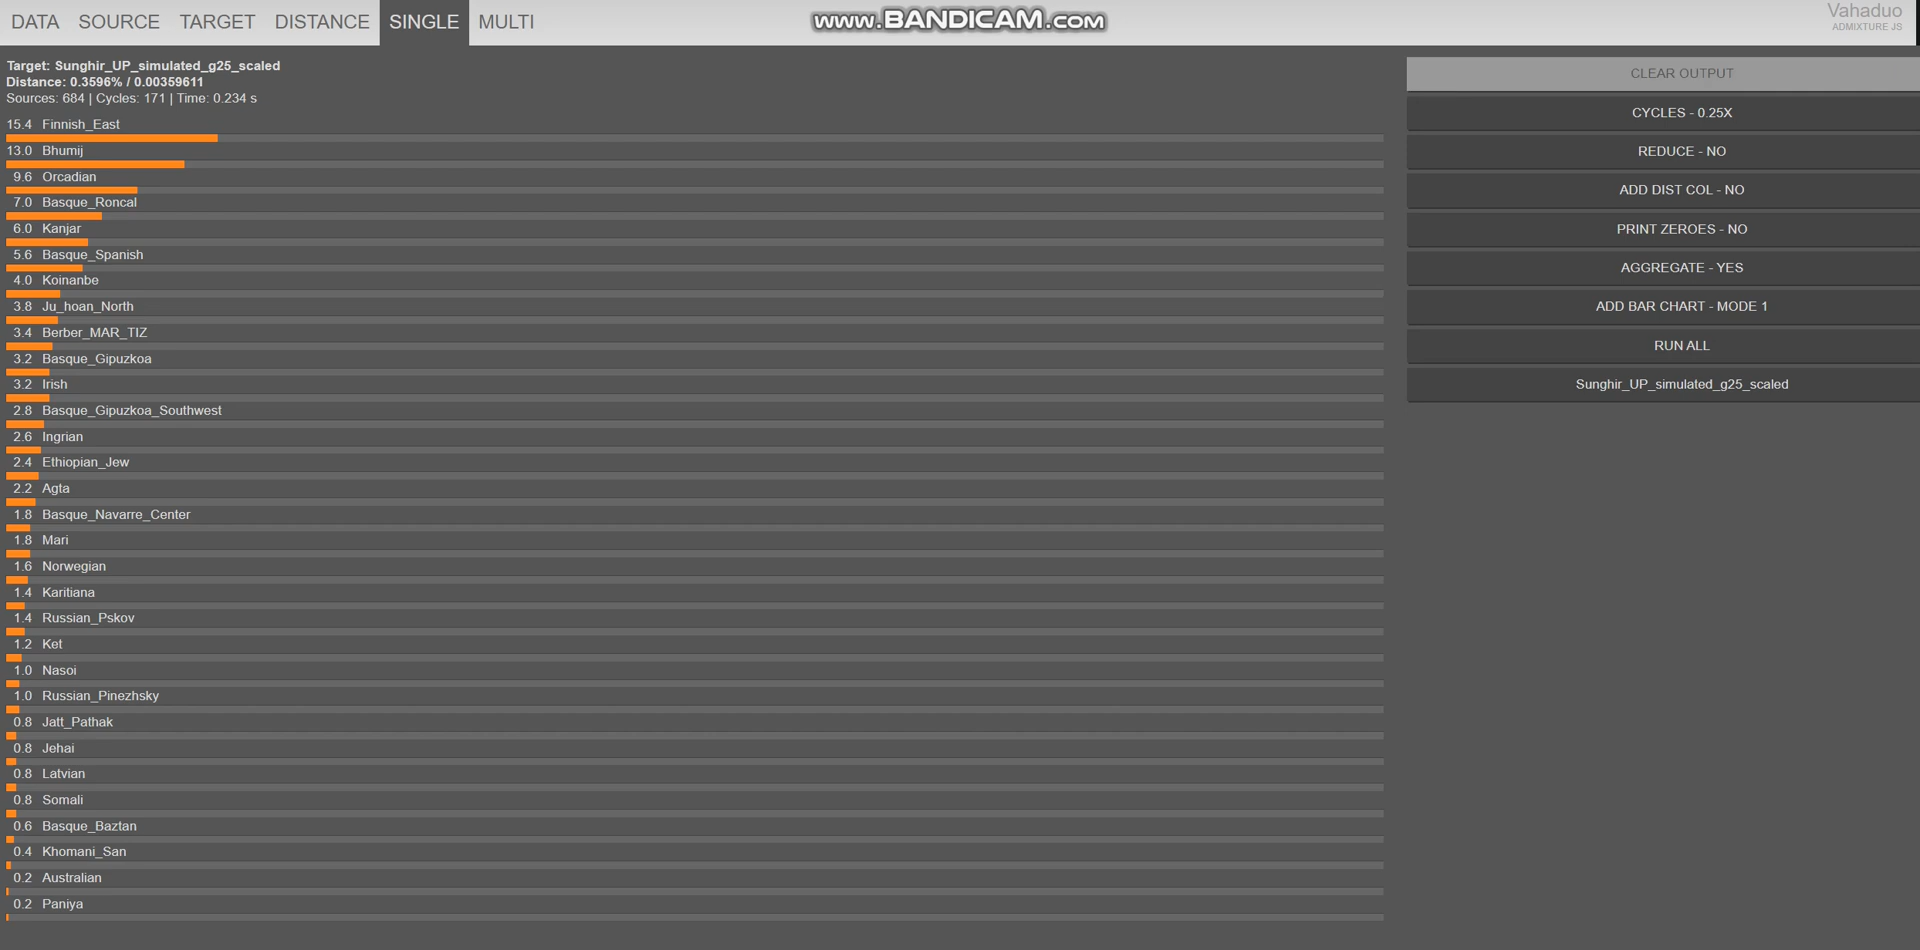 DATA SOURCE TARGET DISTANCE SINGLE MULTI
www.BANDICAM.com
Vahaduo
ADMIXTURE JS
Target: Sunghir_UP_simulated_g25_scaled
Distance: 0.3596% / 0.00359611
Sources: 684 | Cycles: 171 | Time: 0.234 s
15.4 Finnish_East
13.0 Bhumij
9.6 Orcadian
7.0 Basque_Roncal
6.0 Kanjar
5.6 Basque_Spanish
4.0 Koinanbe
3.8 Ju_hoan_North
3.4 Berber_MAR_TIZ
3.2 Basque_Gipuzkoa
3.2 Irish
2.8 Basque_Gipuzkoa_Southwest
2.6 Ingrian
2.4 Ethiopian_Jew
2.2 Agta
1.8 Basque_Navarre_Center
1.8 Mari
1.6 Norwegian
1.4 Karitiana
1.4 Russian_Pskov
1.2 Ket
1.0 Nasoi
1.0 Russian_Pinezhsky
0.8 Jatt_Pathak
0.8 Jehai
0.8 Latvian
0.8 Somali
0.6 Basque_Baztan
0.4 Khomani_San
0.2 Australian
0.2 Paniya
CLEAR OUTPUT
CYCLES - 0.25X
REDUCE - NO
ADD DIST COL - NO
PRINT ZEROES - NO
AGGREGATE - YES
ADD BAR CHART - MODE 1
RUN ALL
Sunghir_UP_simulated_g25_scaled